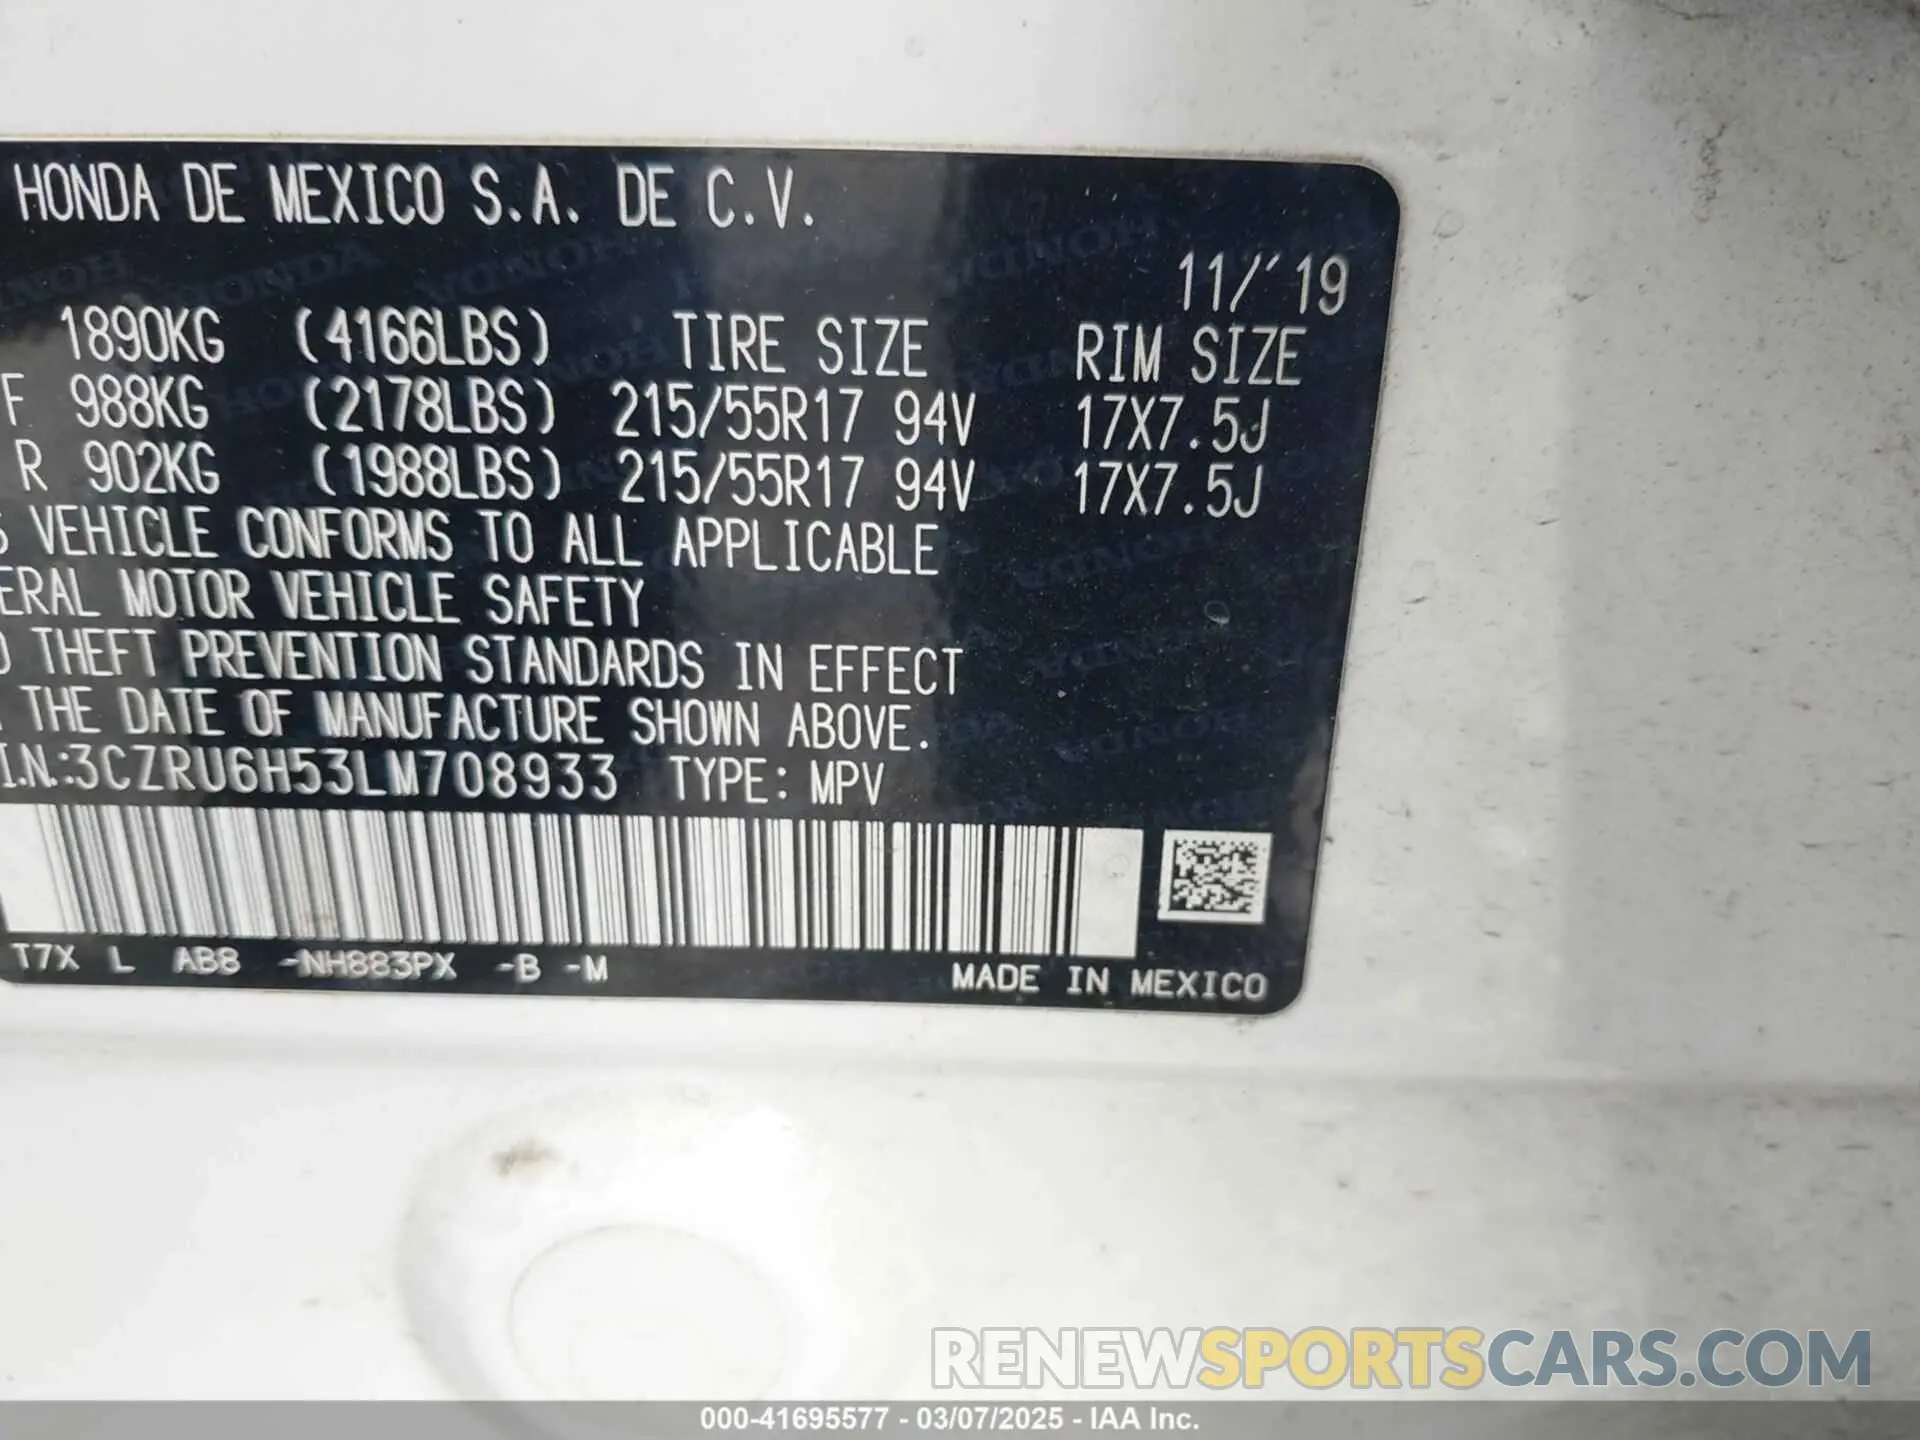 HONDA DE MEXICO S.A. DE C.V.
11/'19
1890KG (4166LBS) TIRE SIZE RIM SIZE
F 988KG (2178LBS) 215/55R17 94V 17X7.5J
R 902KG (1988LBS) 215/55R17 94V 17X7.5J
S VEHICLE CONFORMS TO ALL APPLICABLE
ERAL MOTOR VEHICLE SAFETY
D THEFT PREVENTION STANDARDS IN EFFECT
THE DATE OF MANUFACTURE SHOWN ABOVE.
I.N.:3CZRU6H53LM708933 TYPE: MPV
T7X L AB8 -NH883PX -B -M MADE IN MEXICO
RENEWSPORTSCARS.COM
000-41695577 - 03/07/2025 - IAA Inc.